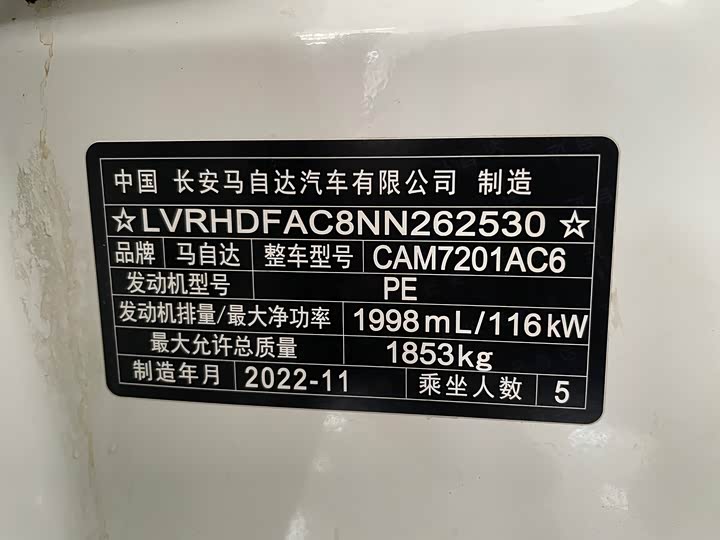 中国 长安马自达汽车有限公司 制造
☆LVRHDFAC8NN262530☆
品牌 马自达 整车型号 CAM7201AC6
发动机型号 PE
发动机排量/最大净功率 1998mL/116kW
最大允许总质量 1853kg
制造年月 2022-11 乘坐人数 5